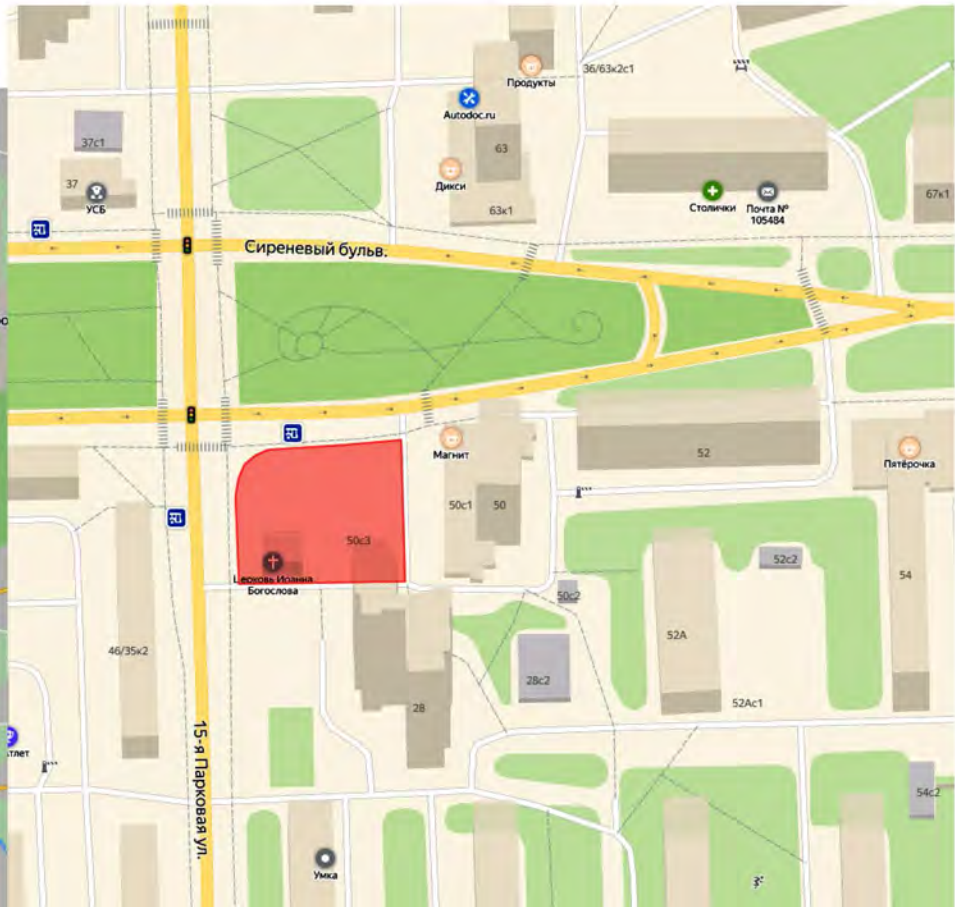 Продукты
36/63к2с1
Autodoc.ru
37с1
63
37
УСБ
Дикси
63к1
Столички
Почта №
105484
67к1
Сиреневый бульв.
Магнит
52
Пятёрочка
50с1
50
50с3
Церковь Иоанна
Богослова
52с2
54
50с2
52А
46/35к2
28с2
52Ас1
28
15-я Парковая ул.
тлет
54с2
Умка